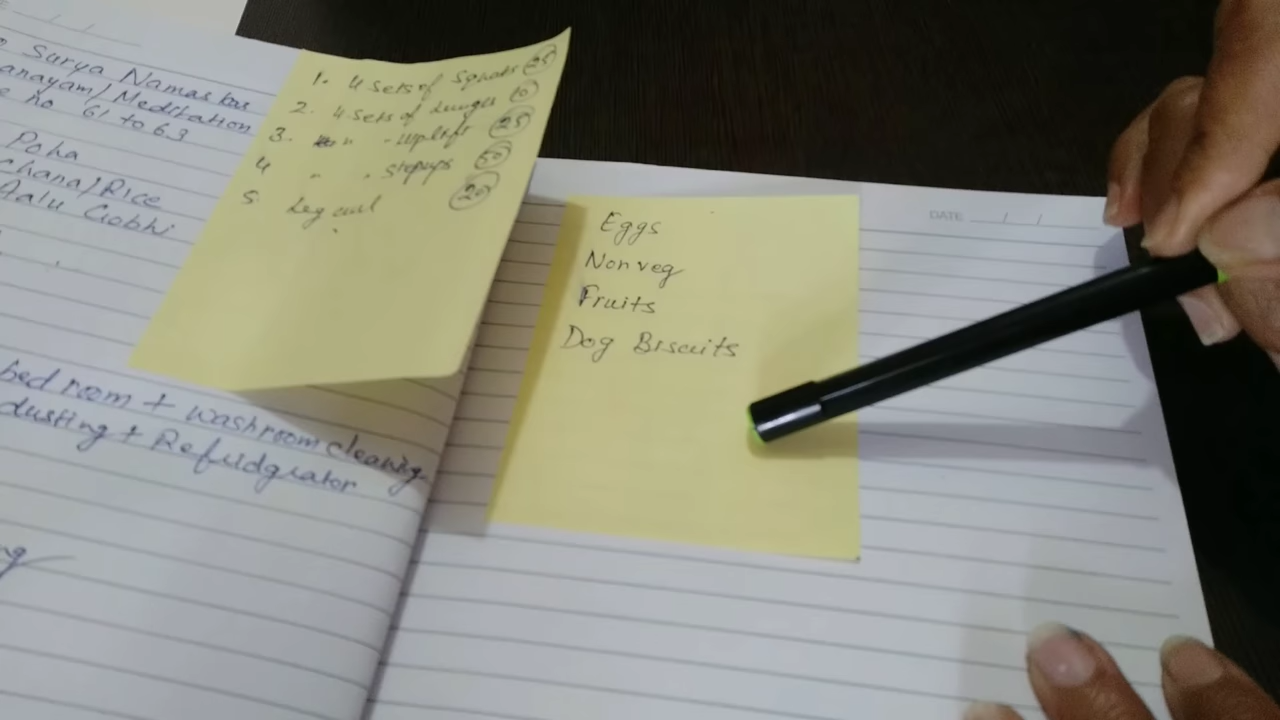 Surya Namaskar
anayam/Meditation
no 61 to 63
Poha
Chana/Rice
Aalu Gobhi
bed room + washroom cleaning
dusting + Refridgrator
1. 4 sets of Squats 25
2. 4 sets of Lunges 10
3. " - uplift 25
4 " " stepups 50
5. Leg curl 20
Eggs
Nonveg
Fruits
Dog Biscuits
DATE